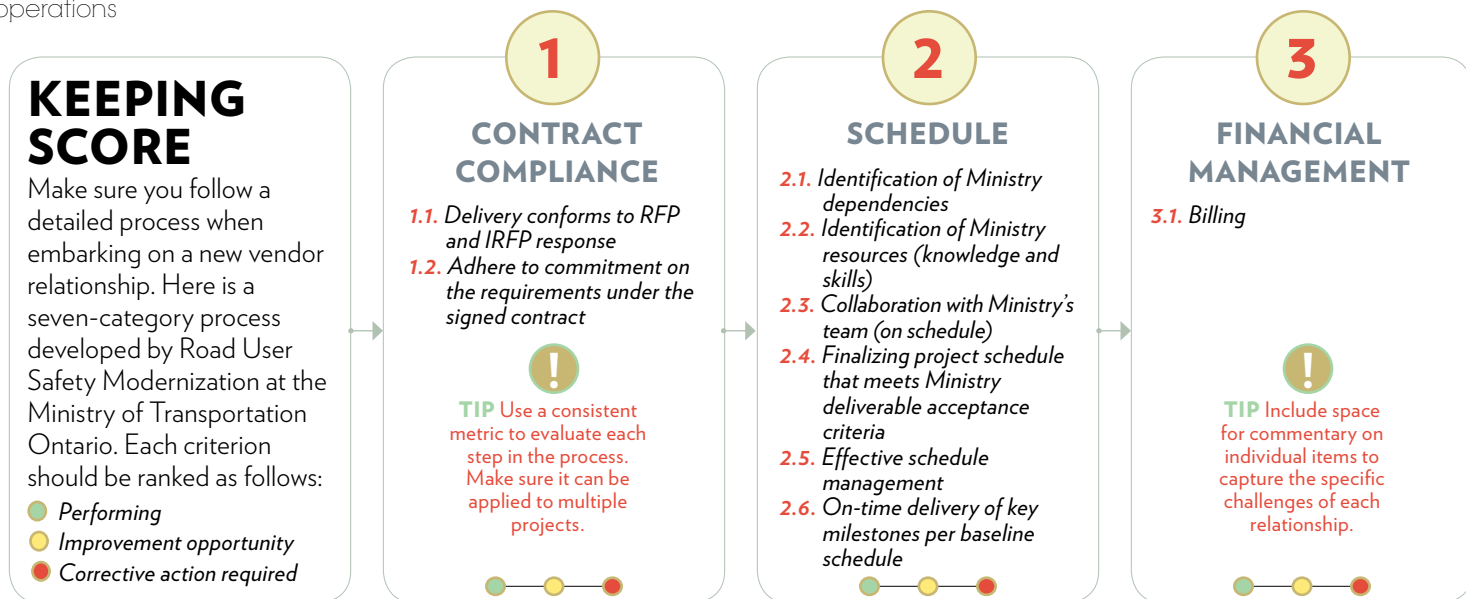 operations
KEEPING
SCORE
Make sure you follow a
detailed process when
embarking on a new vendor
relationship. Here is a
seven-category process
developed by Road User
Safety Modernization at the
Ministry of Transportation
Ontario. Each criterion
should be ranked as follows:
Performing
Improvement opportunity
Corrective action required
1
CONTRACT
COMPLIANCE
1.1. Delivery conforms to RFP
and IRFP response
1.2. Adhere to commitment on
the requirements under the
signed contract
!
TIP Use a consistent
metric to evaluate each
step in the process.
Make sure it can be
applied to multiple
projects.
2
SCHEDULE
2.1. Identification of Ministry
dependencies
2.2. Identification of Ministry
resources (knowledge and
skills)
2.3. Collaboration with Ministry's
team (on schedule)
2.4. Finalizing project schedule
that meets Ministry
deliverable acceptance
criteria
2.5. Effective schedule
management
2.6. On-time delivery of key
milestones per baseline
schedule
3
FINANCIAL
MANAGEMENT
3.1. Billing
!
TIP Include space
for commentary on
individual items to
capture the specific
challenges of each
relationship.